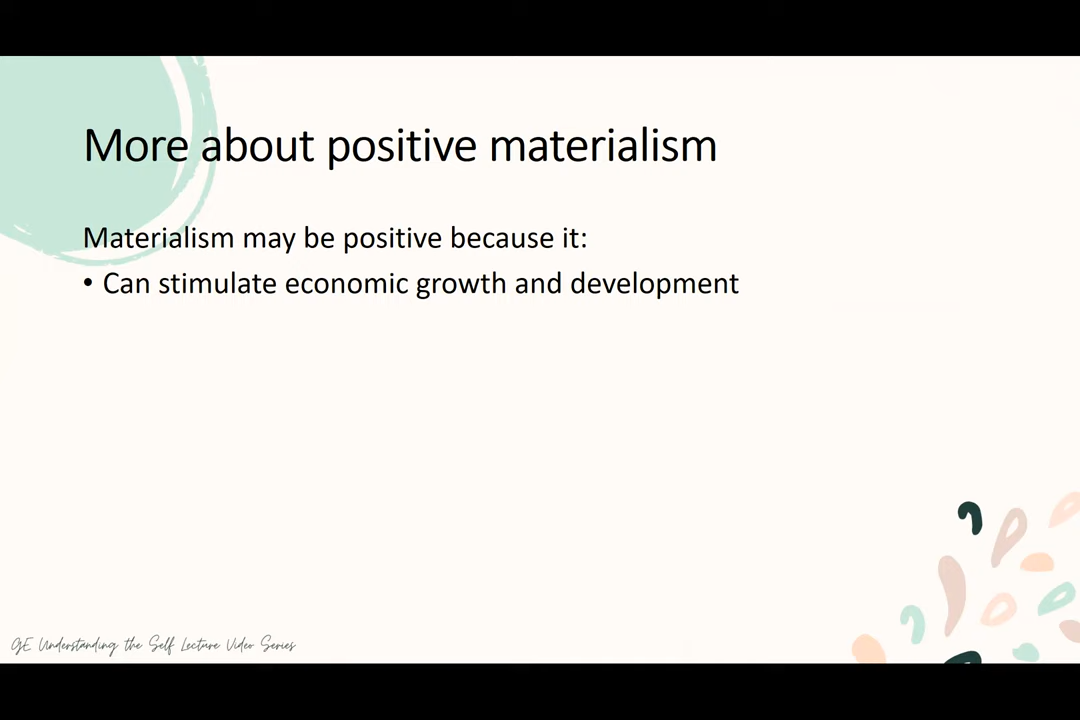 More about positive materialism
Materialism may be positive because it:
• Can stimulate economic growth and development
GE Understanding the Self Lecture Video Series